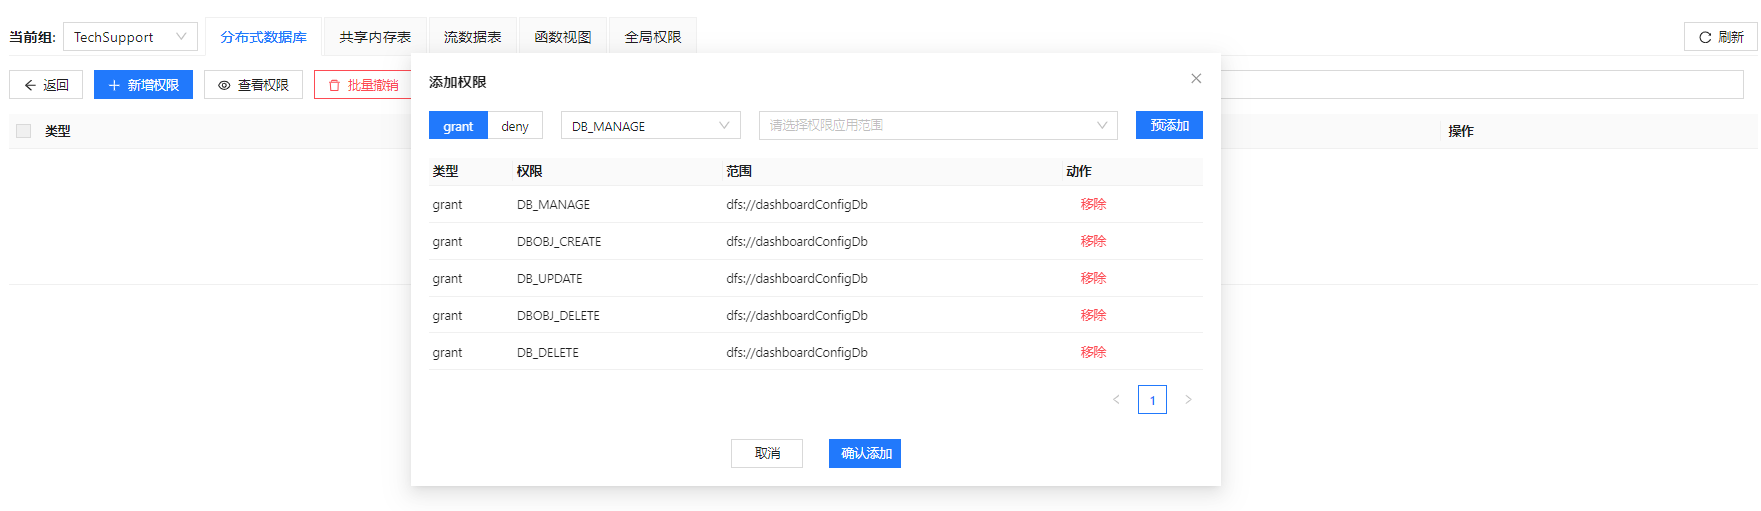 当前组: TechSupport 分布式数据库 共享内存表 流数据表 函数视图 全局权限 刷新
返回 新增权限 查看权限 批量撤销
类型 操作
添加权限
grant deny DB_MANAGE 请选择权限应用范围 预添加
类型 权限 范围 动作
grant DB_MANAGE dfs://dashboardConfigDb 移除
grant DBOBJ_CREATE dfs://dashboardConfigDb 移除
grant DB_UPDATE dfs://dashboardConfigDb 移除
grant DBOBJ_DELETE dfs://dashboardConfigDb 移除
grant DB_DELETE dfs://dashboardConfigDb 移除
1
取消 确认添加